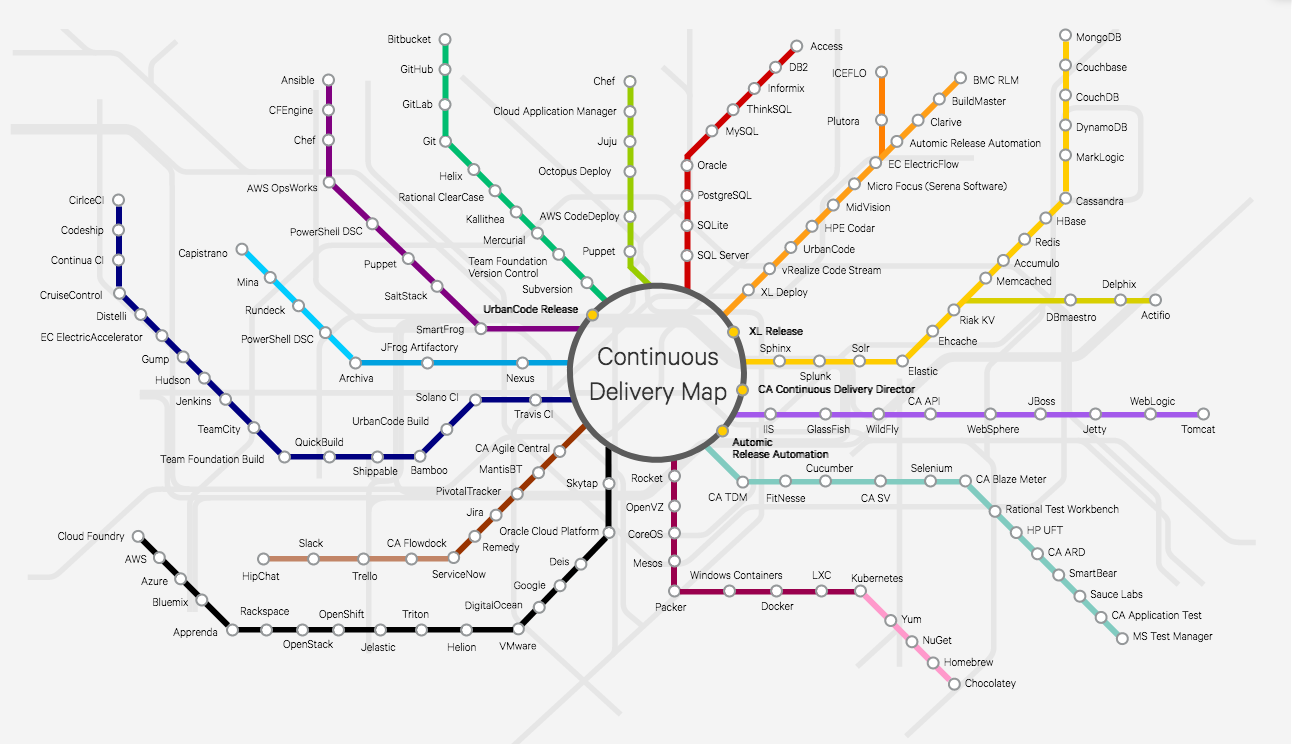 Continuous
Delivery Map
Bitbucket
GitHub
GitLab
Git
Helix
Rational ClearCase
Kallithea
Mercurial
Team Foundation
Version Control
Subversion
UrbanCode Release
Ansible
CFEngine
Chef
AWS OpsWorks
PowerShell DSC
Puppet
SaltStack
SmartFrog
Capistrano
Mina
Rundeck
PowerShell DSC
Archiva
JFrog Artifactory
Nexus
CirlceCI
Codeship
Continua CI
CruiseControl
Distelli
EC ElectricAccelerator
Gump
Hudson
Jenkins
TeamCity
Team Foundation Build
QuickBuild
Shippable
Bamboo
UrbanCode Build
Solano CI
Travis CI
CA Agile Central
MantisBT
PivotalTracker
Jira
Remedy
ServiceNow
CA Flowdock
Trello
Slack
HipChat
Skytap
Oracle Cloud Platform
Deis
Google
DigitalOcean
VMware
Helion
Triton
Jelastic
OpenShift
OpenStack
Rackspace
Apprenda
Bluemix
Azure
AWS
Cloud Foundry
Chef
Cloud Application Manager
Juju
Octopus Deploy
AWS CodeDeploy
Puppet
Access
DB2
Informix
ThinkSQL
MySQL
Oracle
PostgreSQL
SQLite
SQL Server
ICEFLO
Plutora
BMC RLM
BuildMaster
Clarive
Automic Release Automation
EC ElectricFlow
Micro Focus (Serena Software)
MidVision
HPE Codar
UrbanCode
vRealize Code Stream
XL Deploy
XL Release
MongoDB
Couchbase
CouchDB
DynamoDB
MarkLogic
Cassandra
HBase
Redis
Accumulo
Memcached
Riak KV
Ehcache
Elastic
Solr
Splunk
Sphinx
DBmaestro
Delphix
Actifio
CA Continuous Delivery Director
IIS
GlassFish
WildFly
CA API
WebSphere
JBoss
Jetty
WebLogic
Tomcat
Automic
Release Automation
CA TDM
FitNesse
Cucumber
CA SV
Selenium
CA Blaze Meter
Rational Test Workbench
HP UFT
CA ARD
SmartBear
Sauce Labs
CA Application Test
MS Test Manager
Rocket
OpenVZ
CoreOS
Mesos
Packer
Windows Containers
Docker
LXC
Kubernetes
Yum
NuGet
Homebrew
Chocolatey